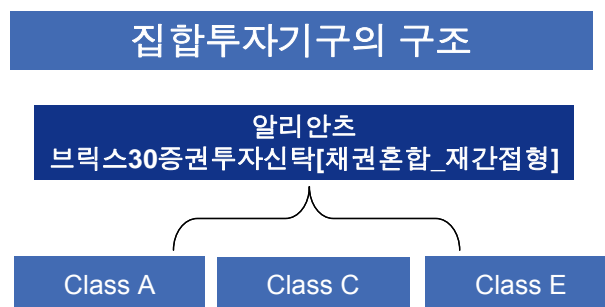 집합투자기구의 구조
알리안츠
브릭스30증권투자신탁[채권혼합_재간접형]
Class A
Class C
Class E